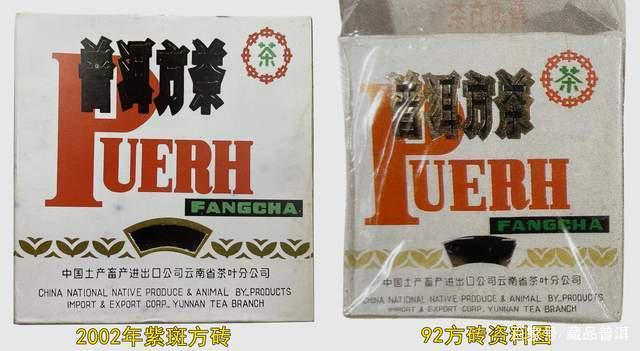 普洱方茶
茶
PUERH
FANGCHA
中国土产畜产进出口公司云南省茶叶分公司
CHINA NATIONAL NATIVE PRODUCE & ANIMAL BY-PRODUCTS
IMPORT & EXPORT CORP., YUNNAN TEA BRANCH
2002年紫斑方砖
普洱方茶
茶
PUERH
FANGCHA
中国土产畜产进出口公司云南省茶叶分公司
CHINA NATIONAL NATIVE PRODUCE & ANIMAL BY-PRODUCTS
IMPORT & EXPORT CORP., YUNNAN TEA BRANCH
92方砖资料图
藏品普洱